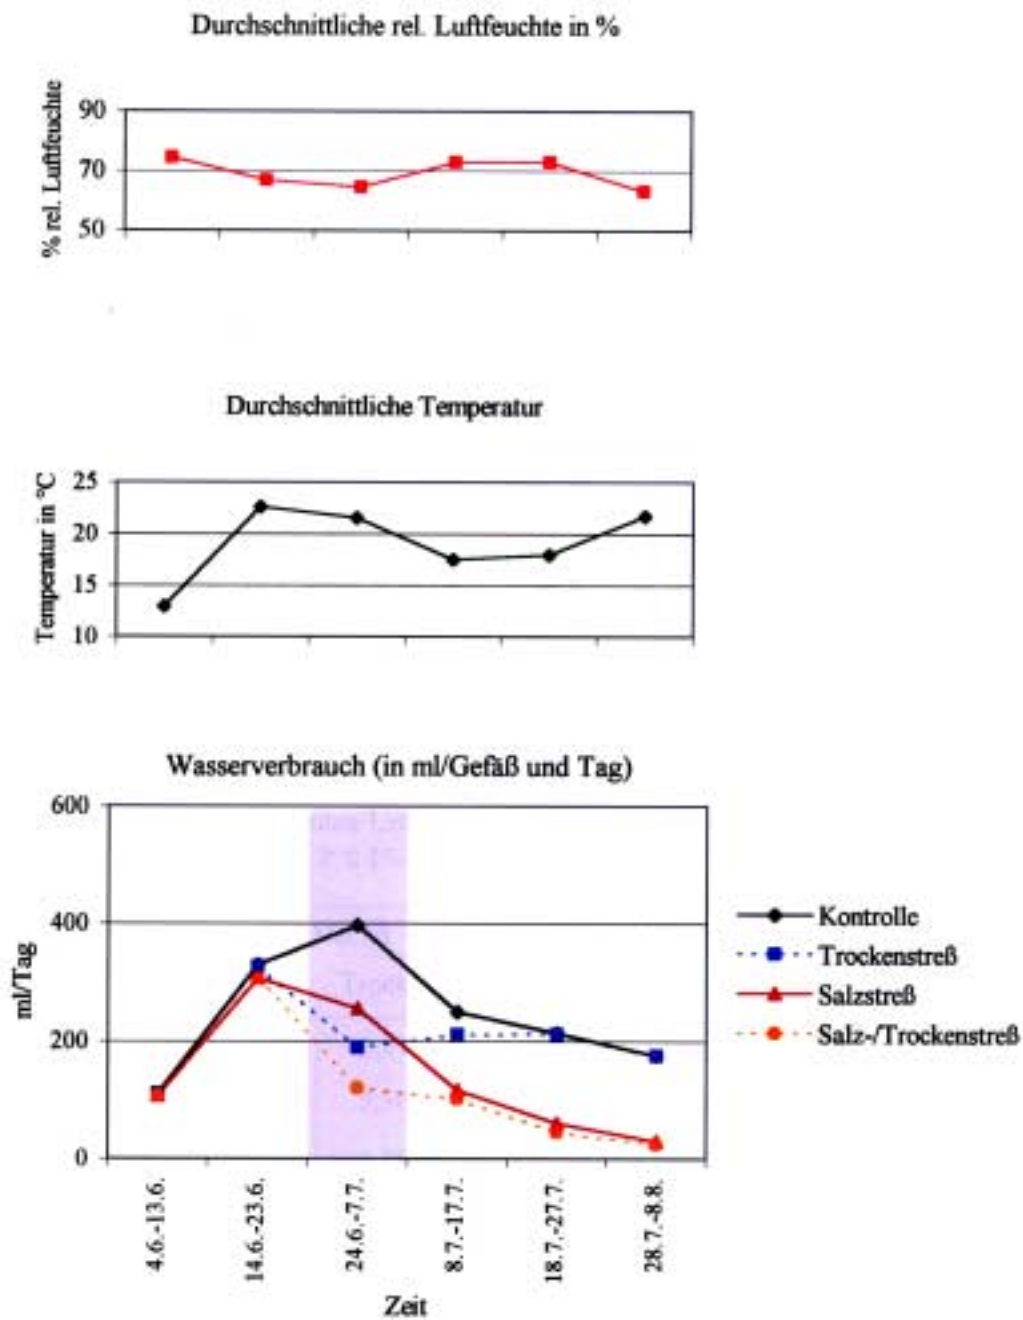 Durchschnittliche rel. Luftfeuchte in %
% rel. Luftfeuchte
90
70
50
Durchschnittliche Temperatur
Temperatur in °C
25
20
15
10
Wasserverbrauch (in ml/Gefäß und Tag)
ml/Tag
600
400
200
0
Kontrolle
Trockenstreß
Salzstreß
Salz-/Trockenstreß
4.6.-13.6.
14.6.-23.6.
24.6.-7.7.
8.7.-17.7.
18.7.-27.7.
28.7.-8.8.
Zeit